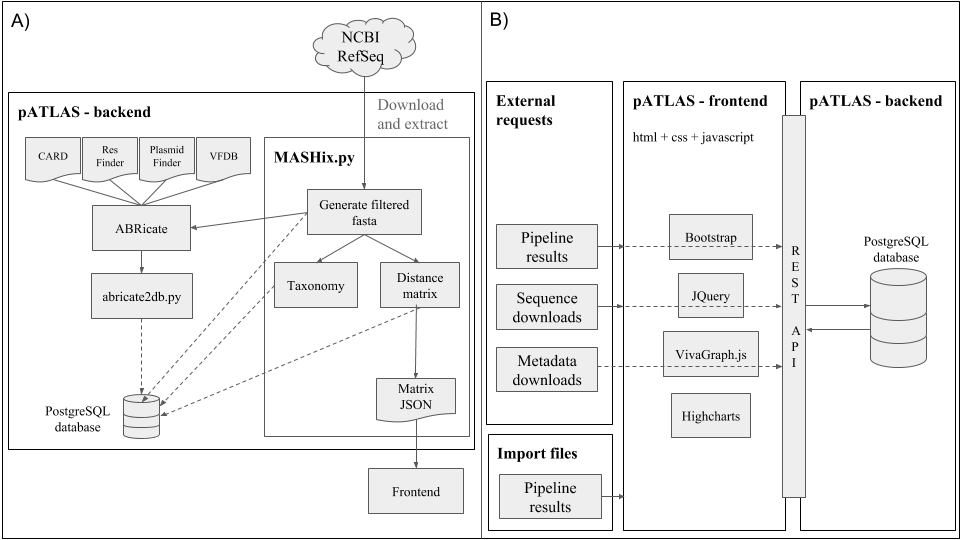 A)
NCBI
RefSeq
pATLAS - backend
Download
and extract
CARD
Res
Finder
Plasmid
Finder
VFDB
MASHix.py
Generate filtered
fasta
ABRicate
Taxonomy
Distance
matrix
abricate2db.py
Matrix
JSON
PostgreSQL
database
Frontend
B)
External
requests
Pipeline
results
Sequence
downloads
Metadata
downloads
Import files
Pipeline
results
pATLAS - frontend
html + css + javascript
Bootstrap
JQuery
VivaGraph.js
Highcharts
REST API
pATLAS - backend
PostgreSQL
database